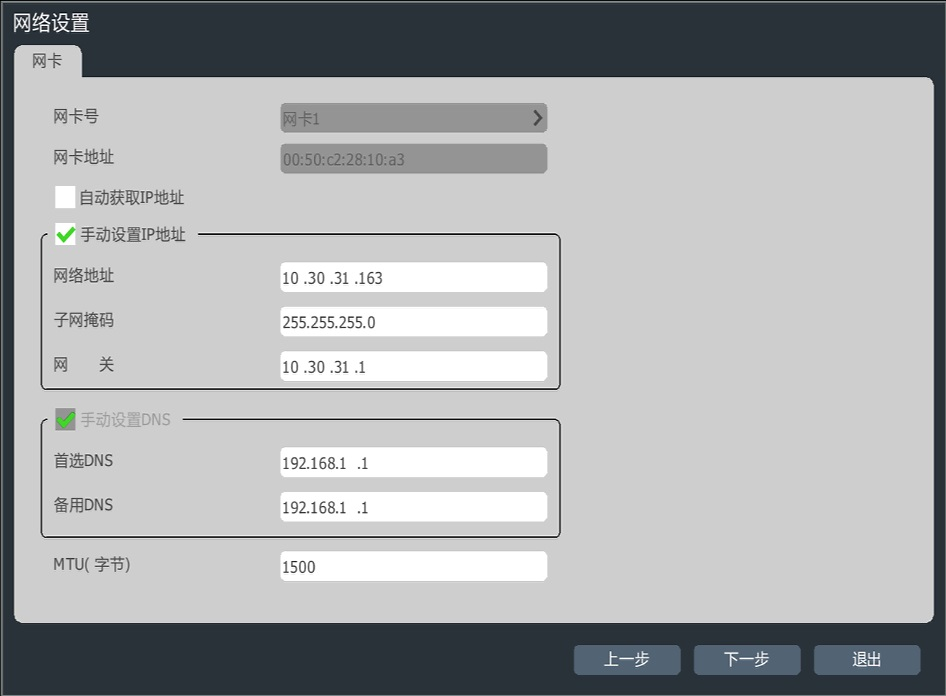 网络设置
网卡
网卡号 网卡1
网卡地址 00:50:c2:28:10:a3
自动获取IP地址
手动设置IP地址
网络地址 10 .30 .31 .163
子网掩码 255.255.255.0
网 关 10 .30 .31 .1
手动设置DNS
首选DNS 192.168.1 .1
备用DNS 192.168.1 .1
MTU( 字节) 1500
上一步 下一步 退出